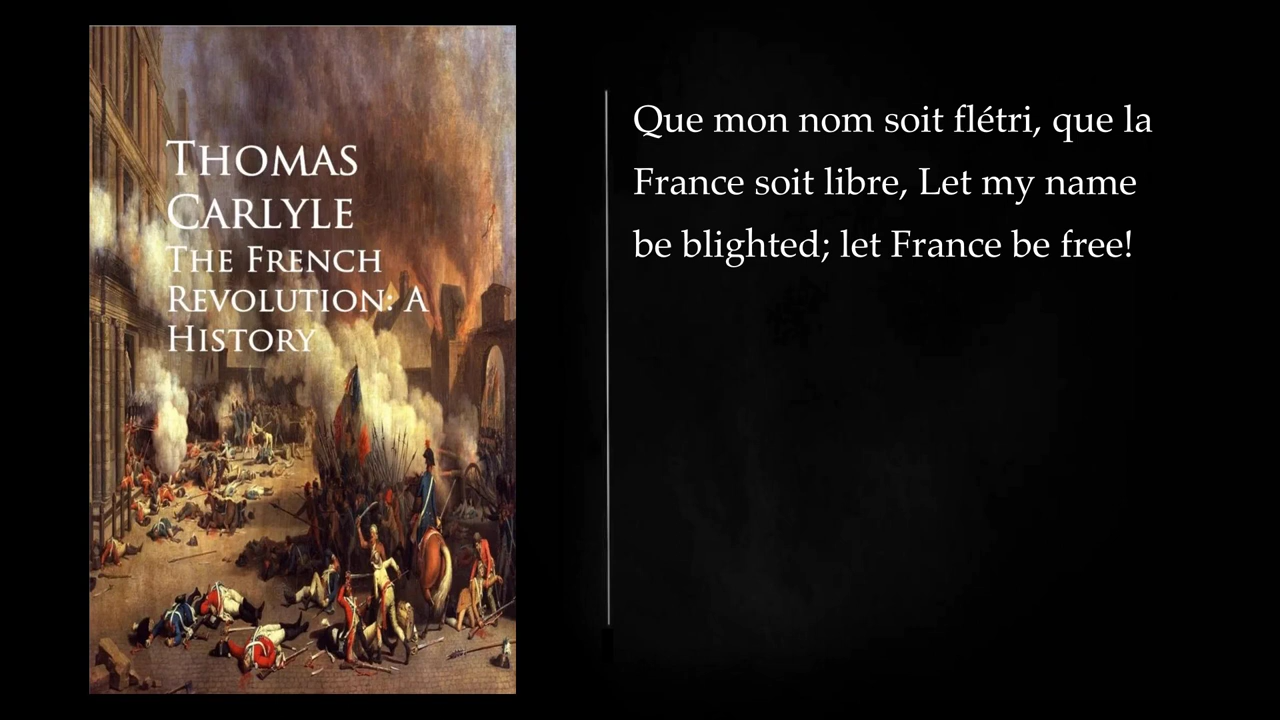 THOMAS
CARLYLE
THE FRENCH
REVOLUTION: A
HISTORY
Que mon nom soit flétri, que la
France soit libre, Let my name
be blighted; let France be free!